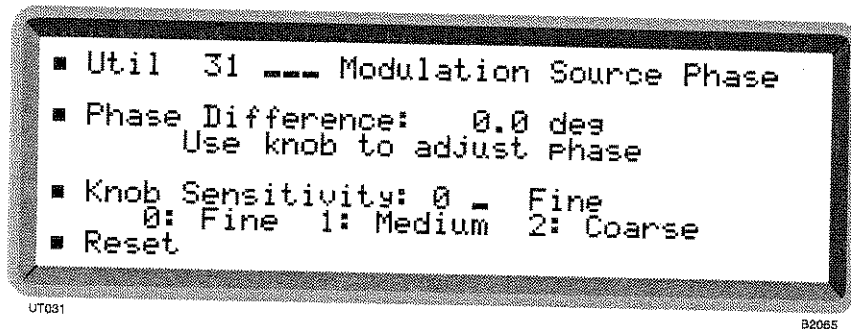 ▪ Util 31 ___ Modulation Source Phase
▪ Phase Difference: 0.0 deg
Use knob to adjust phase
▪ Knob Sensitivity: 0 _ Fine
0: Fine 1: Medium 2: Coarse
▪ Reset
UT031
B2065